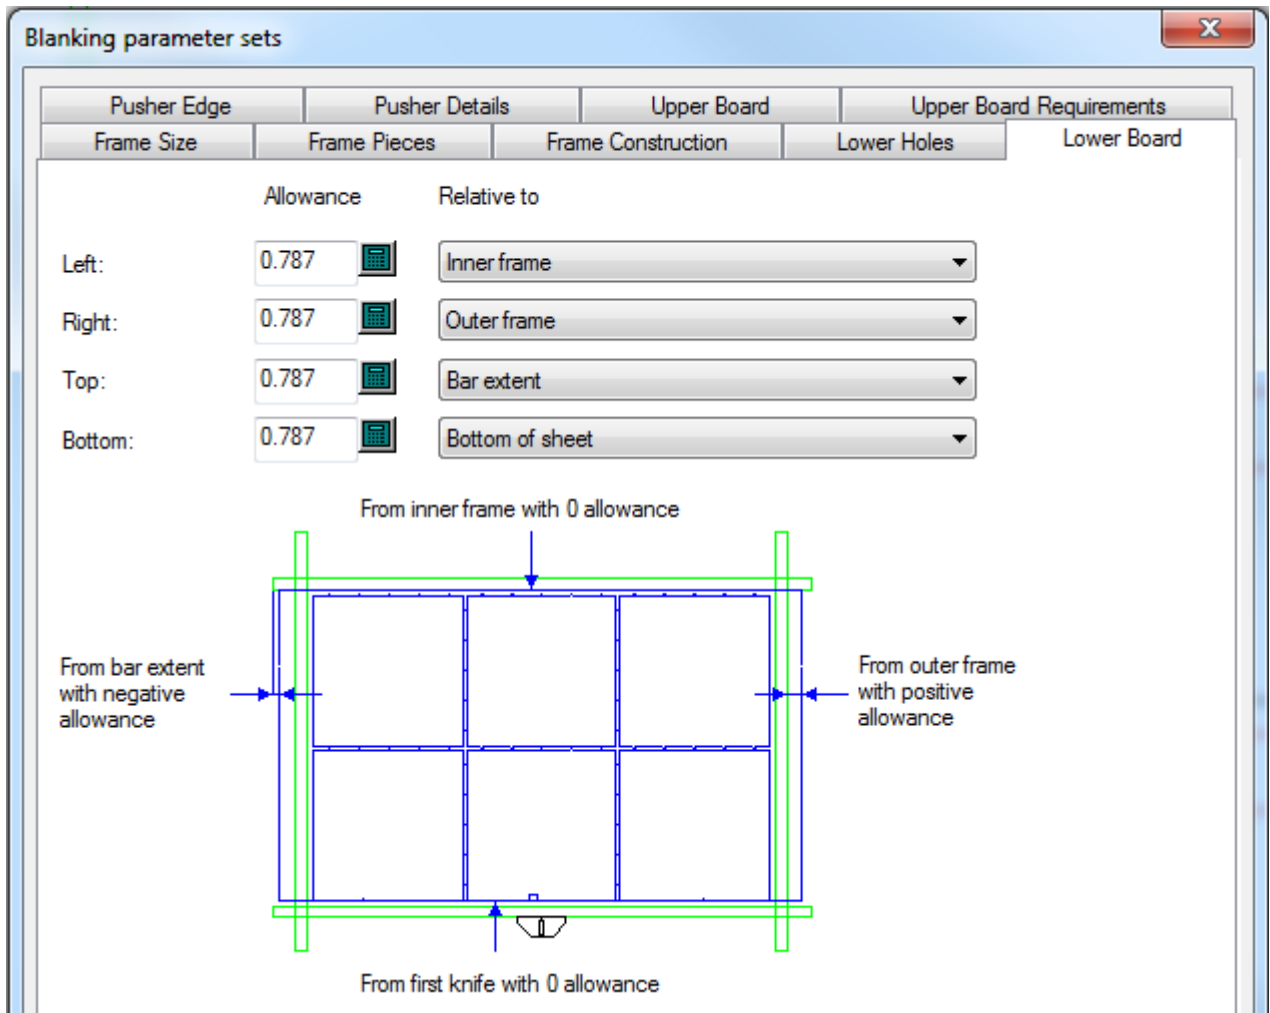 Blanking parameter sets
Pusher Edge Pusher Details Upper Board Upper Board Requirements
Frame Size Frame Pieces Frame Construction Lower Holes Lower Board
Allowance Relative to
Left: 0.787 Inner frame
Right: 0.787 Outer frame
Top: 0.787 Bar extent
Bottom: 0.787 Bottom of sheet
From inner frame with 0 allowance
From bar extent
with negative
allowance
From outer frame
with positive
allowance
From first knife with 0 allowance